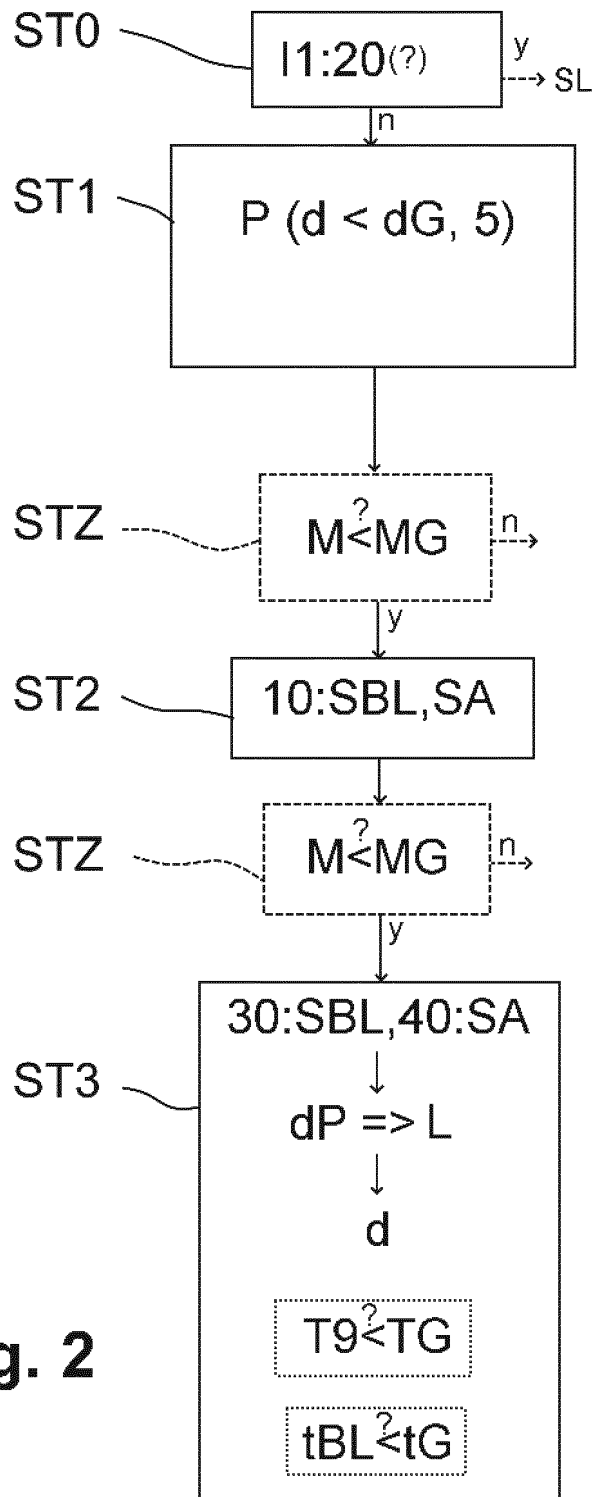 ST0
I1:20(?)
y
SL
n
ST1
P (d < dG, 5)
STZ
M<MG
?
n
y
ST2
10:SBL,SA
STZ
M<MG
?
n
y
30:SBL,40:SA
ST3
dP => L
d
T9<TG
?
g. 2
tBL<tG
?